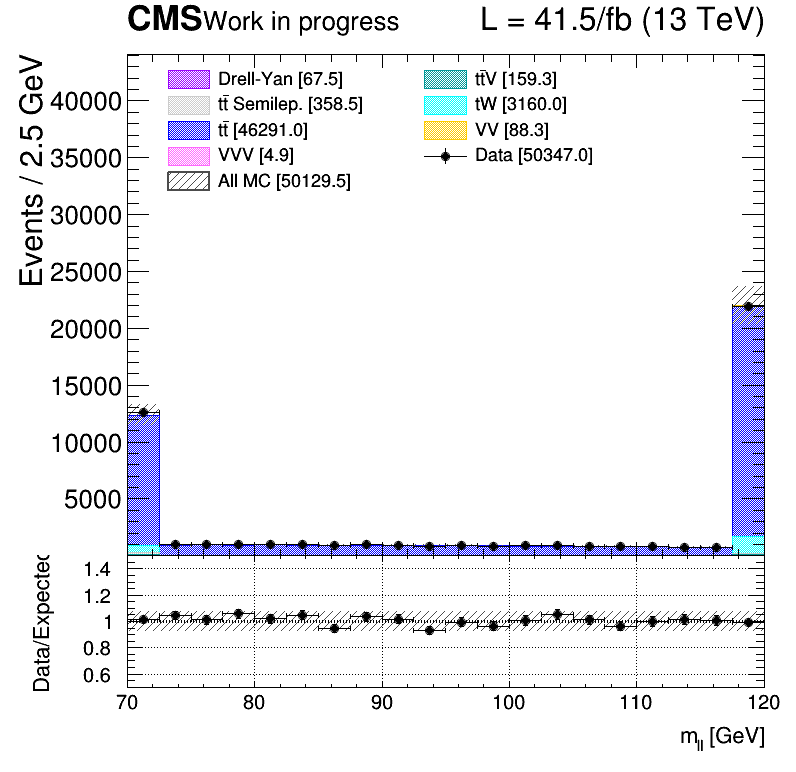 CMS Work in progress L = 41.5/fb (13 TeV)
Events / 2.5 GeV
40000
35000
30000
25000
20000
15000
10000
5000
Drell-Yan [67.5]
tt̄ Semilep. [358.5]
tt̄ [46291.0]
VVV [4.9]
All MC [50129.5]
tt̄V [159.3]
tW [3160.0]
VV [88.3]
Data [50347.0]
Data/Expected
1.4
1.2
1
0.8
0.6
70 80 90 100 110 120
m_ll [GeV]